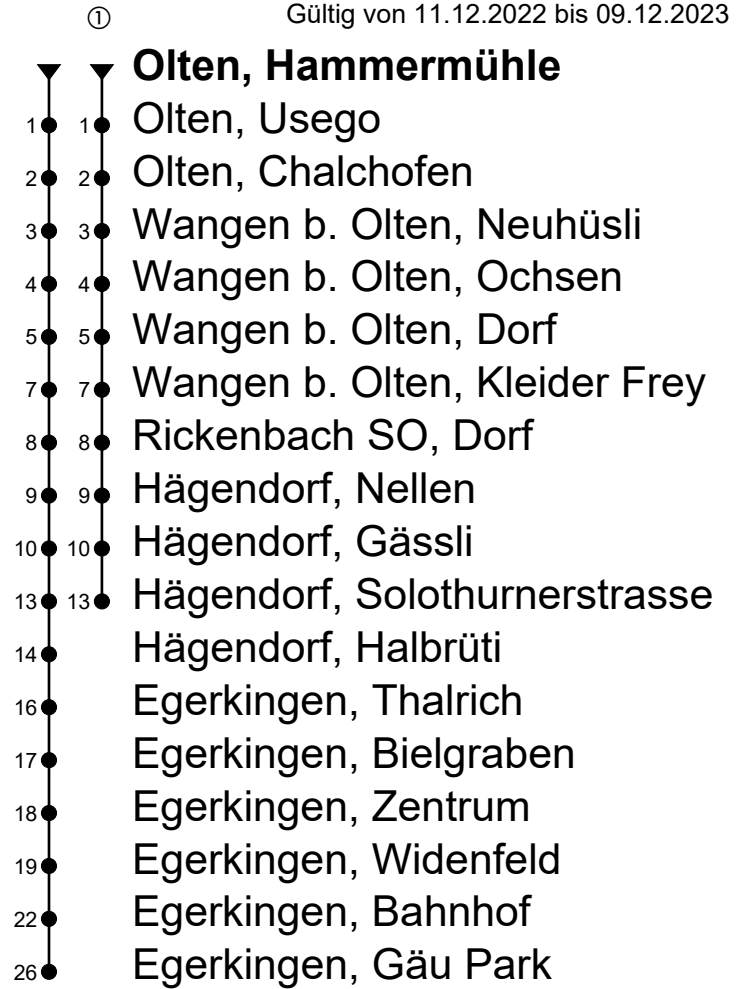 ① Gültig von 11.12.2022 bis 09.12.2023
Olten, Hammermühle
1 1 Olten, Usego
2 2 Olten, Chalchofen
3 3 Wangen b. Olten, Neuhüsli
4 4 Wangen b. Olten, Ochsen
5 5 Wangen b. Olten, Dorf
7 7 Wangen b. Olten, Kleider Frey
8 8 Rickenbach SO, Dorf
9 9 Hägendorf, Nellen
10 10 Hägendorf, Gässli
13 13 Hägendorf, Solothurnerstrasse
14 Hägendorf, Halbrüti
16 Egerkingen, Thalrich
17 Egerkingen, Bielgraben
18 Egerkingen, Zentrum
19 Egerkingen, Widenfeld
22 Egerkingen, Bahnhof
26 Egerkingen, Gäu Park